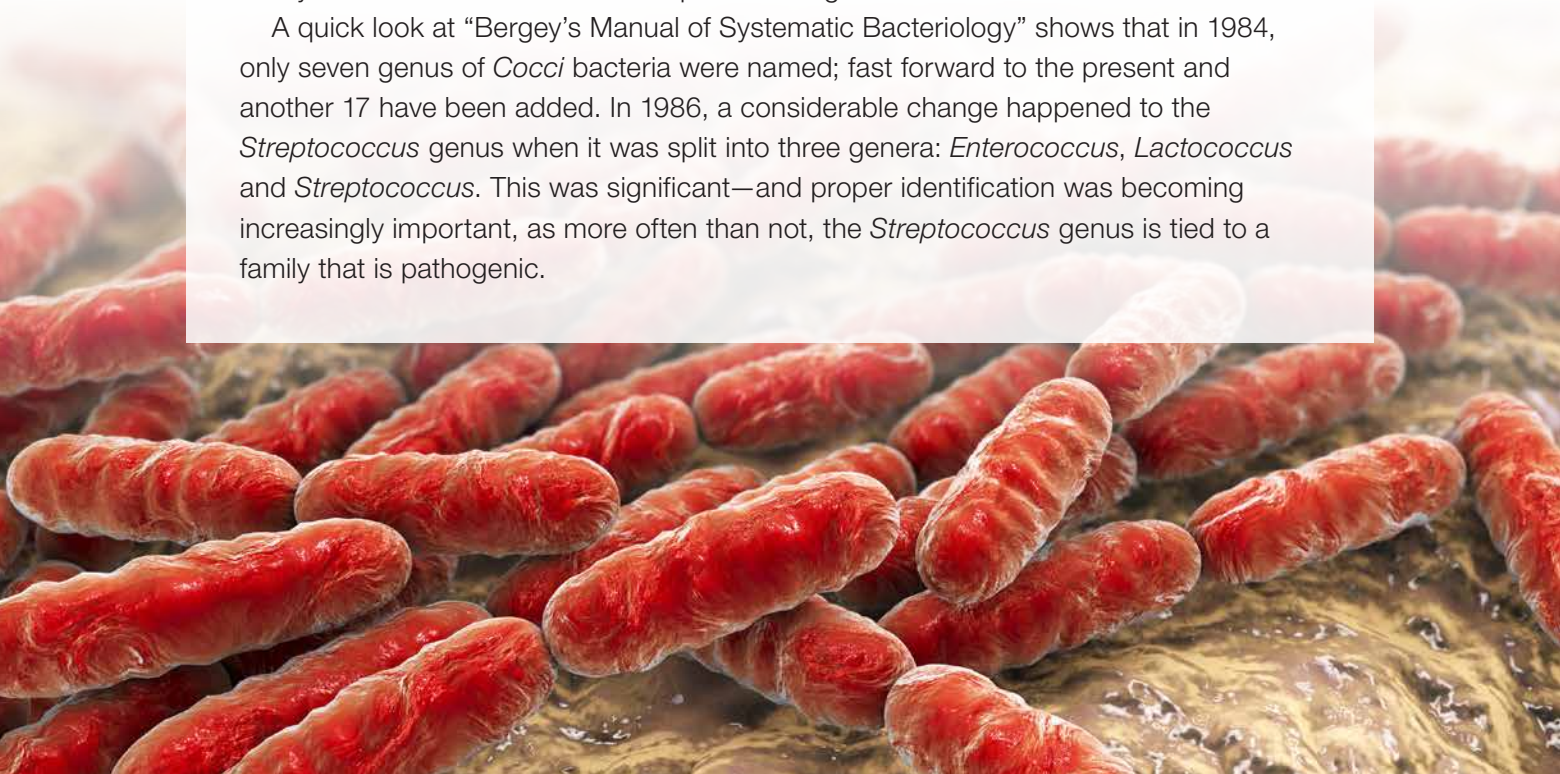 A quick look at “Bergey’s Manual of Systematic Bacteriology” shows that in 1984,
only seven genus of Cocci bacteria were named; fast forward to the present and
another 17 have been added. In 1986, a considerable change happened to the
Streptococcus genus when it was split into three genera: Enterococcus, Lactococcus
and Streptococcus. This was significant—and proper identification was becoming
increasingly important, as more often than not, the Streptococcus genus is tied to a
family that is pathogenic.